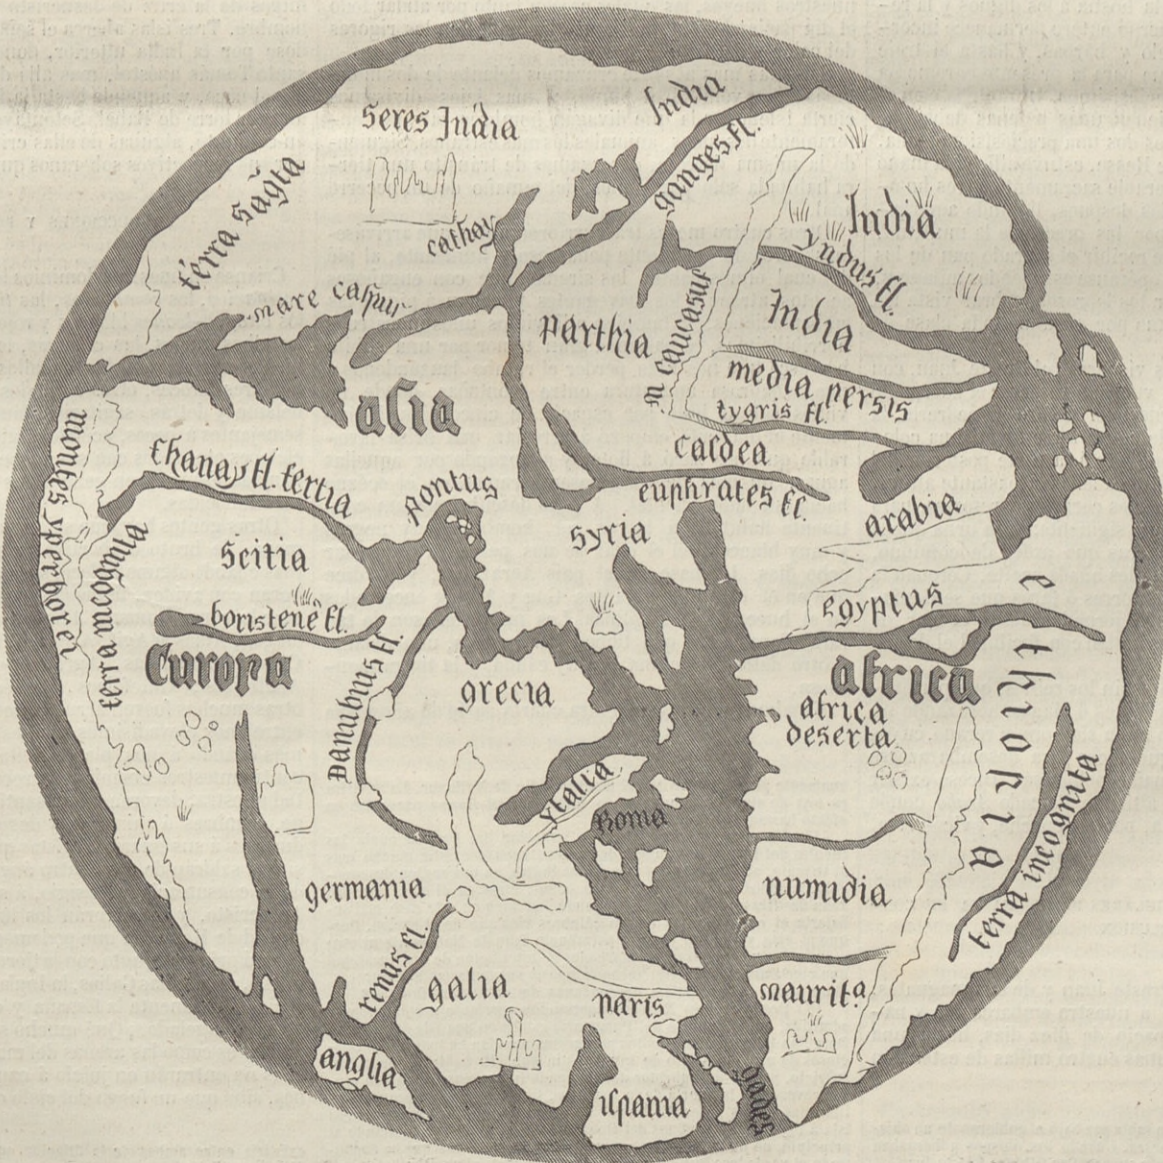 Seres India
India
ganges fl.
terra sagita
cathay
India
yndus fl.
mare caspuis
parthia
m caucasus
India
media persis
asia
tygris fl.
caldea
euphrates fl
montes yperborei
thanay fl. tertia
pontus
syria
arabia
terra incognita
Scitia
egyptus
boristene fl.
ethiopia
Europa
africa
Danubius fl.
grecia
africa
deserta
ytalia
Roma
terra incognita
germania
numidia
renus fl.
galia
paris
maurita
anglia
ispania
gades